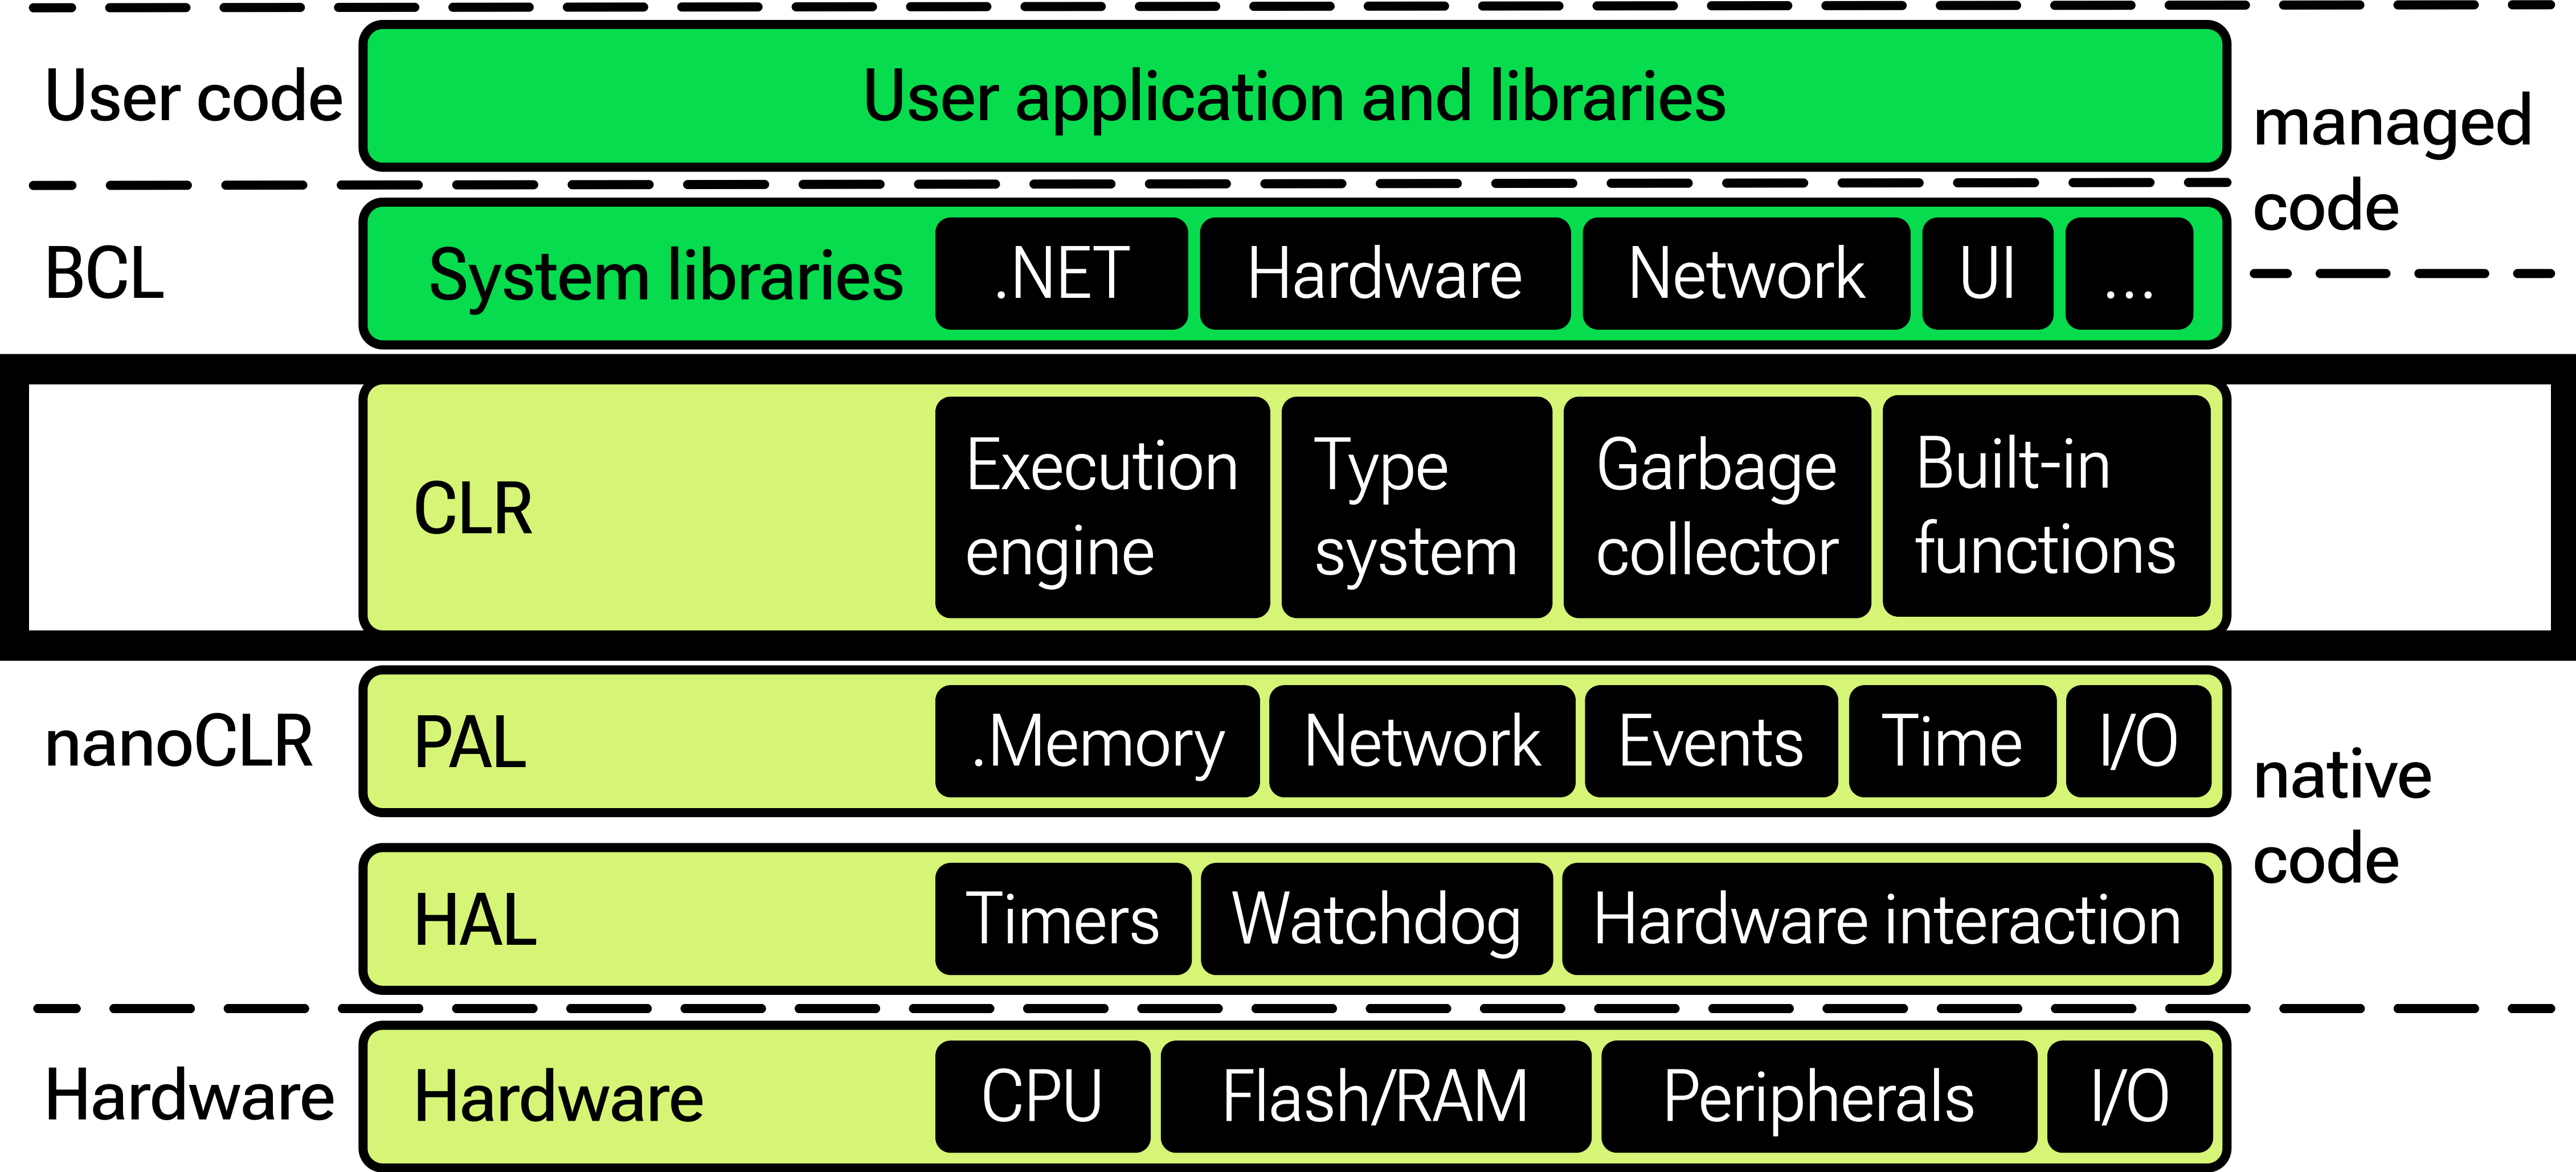 User code
User application and libraries
managed
code
BCL
System libraries
.NET
Hardware
Network
UI
...
CLR
Execution
engine
Type
system
Garbage
collector
Built-in
functions
nanoCLR
PAL
.Memory
Network
Events
Time
I/O
native
code
HAL
Timers
Watchdog
Hardware interaction
Hardware
Hardware
CPU
Flash/RAM
Peripherals
I/O